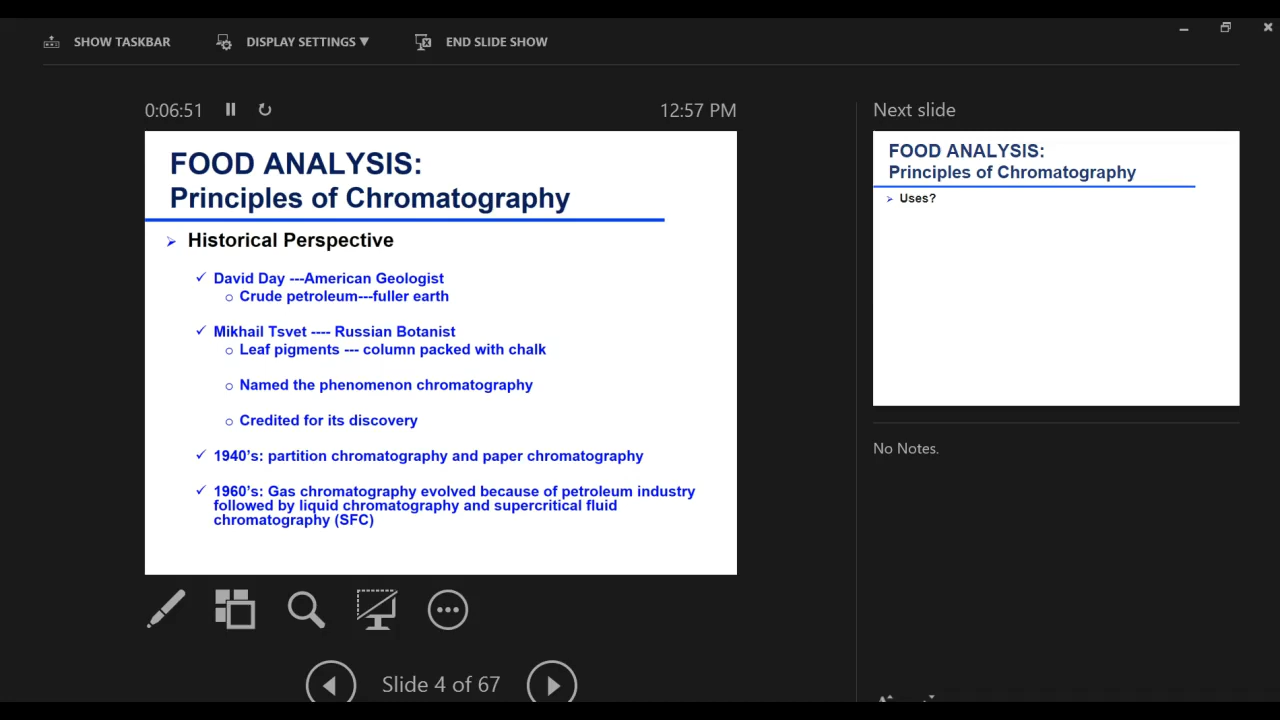 SHOW TASKBAR
DISPLAY SETTINGS ▼
END SLIDE SHOW
0:06:51
12:57 PM
FOOD ANALYSIS:
Principles of Chromatography
➢ Historical Perspective
✓ David Day ---American Geologist
o Crude petroleum---fuller earth
✓ Mikhail Tsvet ---- Russian Botanist
o Leaf pigments --- column packed with chalk
o Named the phenomenon chromatography
o Credited for its discovery
✓ 1940’s: partition chromatography and paper chromatography
✓ 1960’s: Gas chromatography evolved because of petroleum industry
followed by liquid chromatography and supercritical fluid
chromatography (SFC)
Slide 4 of 67
Next slide
FOOD ANALYSIS:
Principles of Chromatography
➢ Uses?
No Notes.